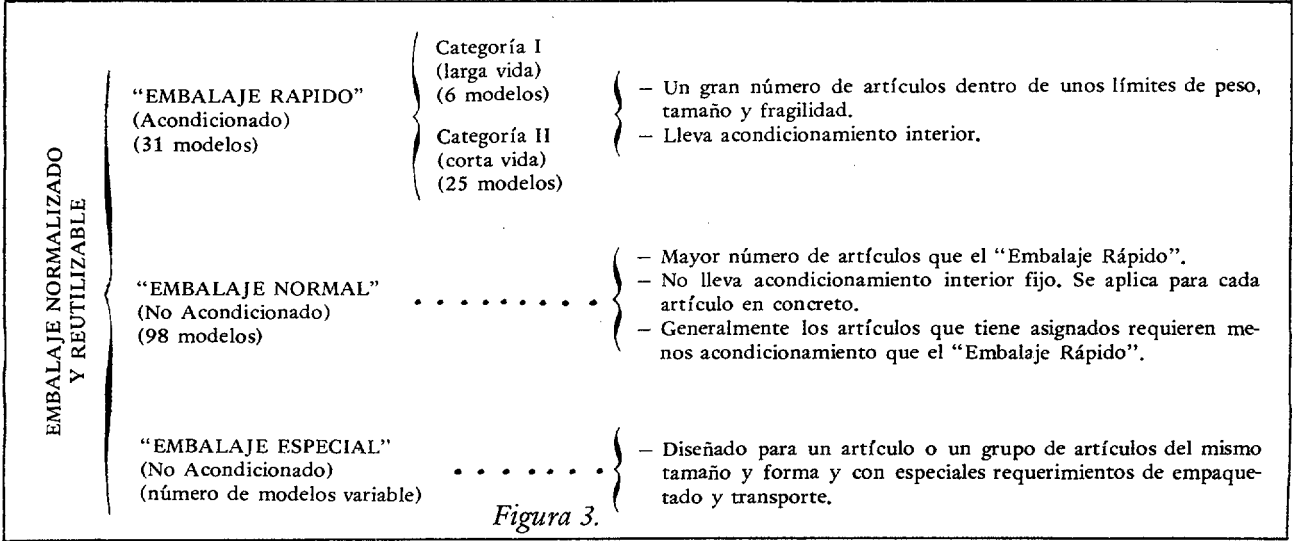 EMBALAJE NORMALIZADO
Y REUTILIZABLE
“EMBALAJE RAPIDO”
(Acondicionado)
(31 modelos)
Categoría I
(larga vida)
(6 modelos)
Categoría II
(corta vida)
(25 modelos)
— Un gran número de artículos dentro de unos límites de peso,
tamaño y fragilidad.
— Lleva acondicionamiento interior.
“EMBALAJE NORMAL”
(No Acondicionado)
(98 modelos)
— Mayor número de artículos que el “Embalaje Rápido”.
— No lleva acondicionamiento interior fijo. Se aplica para cada
artículo en concreto.
— Generalmente los artículos que tiene asignados requieren me-
nos acondicionamiento que el “Embalaje Rápido”.
“EMBALAJE ESPECIAL”
(No Acondicionado)
(número de modelos variable)
— Diseñado para un artículo o un grupo de artículos del mismo
tamaño y forma y con especiales requerimientos de empaque-
tado y transporte.
Figura 3.